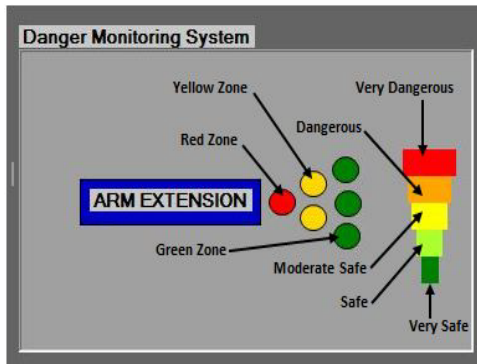 Danger Monitoring System
Yellow Zone
Very Dangerous
Dangerous
Red Zone
ARM EXTENSION
Green Zone
Moderate Safe
Safe
Very Safe